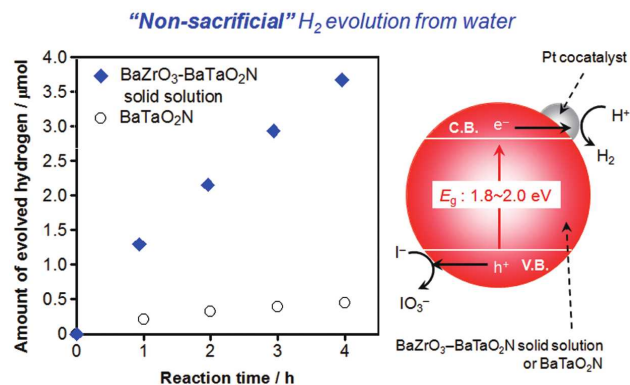 “Non-sacrificial” H₂ evolution from water
Amount of evolved hydrogen / μmol
4.0
3.5
3.0
2.5
2.0
1.5
1.0
0.5
0
BaZrO₃-BaTaO₂N
solid solution
BaTaO₂N
0
1
2
3
4
Reaction time / h
Pt cocatalyst
C.B.
e⁻
H⁺
H₂
E_g : 1.8~2.0 eV
I⁻
h⁺
V.B.
IO₃⁻
BaZrO₃–BaTaO₂N solid solution
or BaTaO₂N